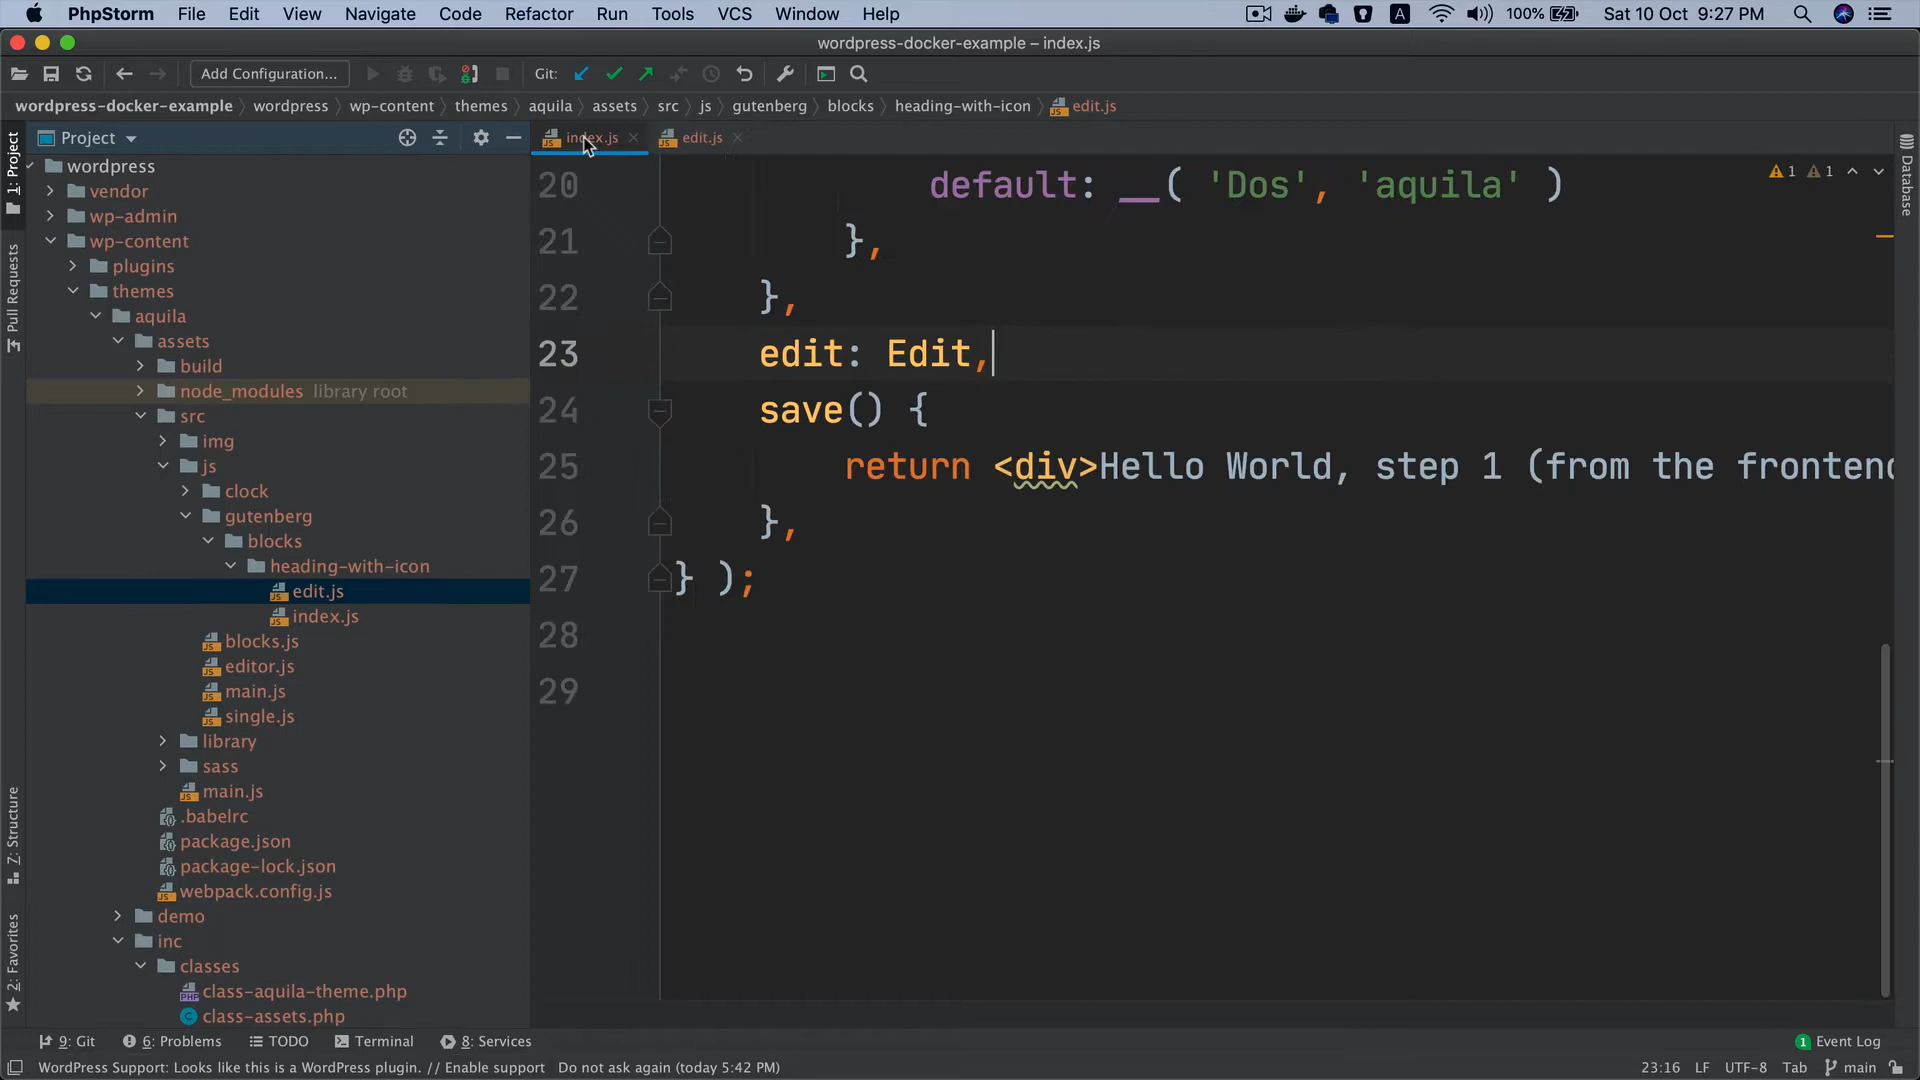 PhpStorm File Edit View Navigate Code Refactor Run Tools VCS Window Help A 100% Sat 10 Oct 9:27 PM
wordpress-docker-example – index.js
Add Configuration... Git:
wordpress-docker-example wordpress wp-content themes aquila assets src js gutenberg blocks heading-with-icon edit.js
1: Project
Pull Requests
7: Structure
2: Favorites
Project
wordpress
vendor
wp-admin
wp-content
plugins
themes
aquila
assets
build
node_modules library root
src
img
js
clock
gutenberg
blocks
heading-with-icon
edit.js
index.js
blocks.js
editor.js
main.js
single.js
library
sass
main.js
.babelrc
package.json
package-lock.json
webpack.config.js
demo
inc
classes
class-aquila-theme.php
class-assets.php
index.js edit.js
1 1
20 default: __( 'Dos', 'aquila' )
21 },
22 },
23 edit: Edit,
24 save() {
25 return <div>Hello World, step 1 (from the frontend
26 },
27 } );
28
29
Database
9: Git 6: Problems TODO Terminal 8: Services 1 Event Log
WordPress Support: Looks like this is a WordPress plugin. // Enable support Do not ask again (today 5:42 PM) 23:16 LF UTF-8 Tab main